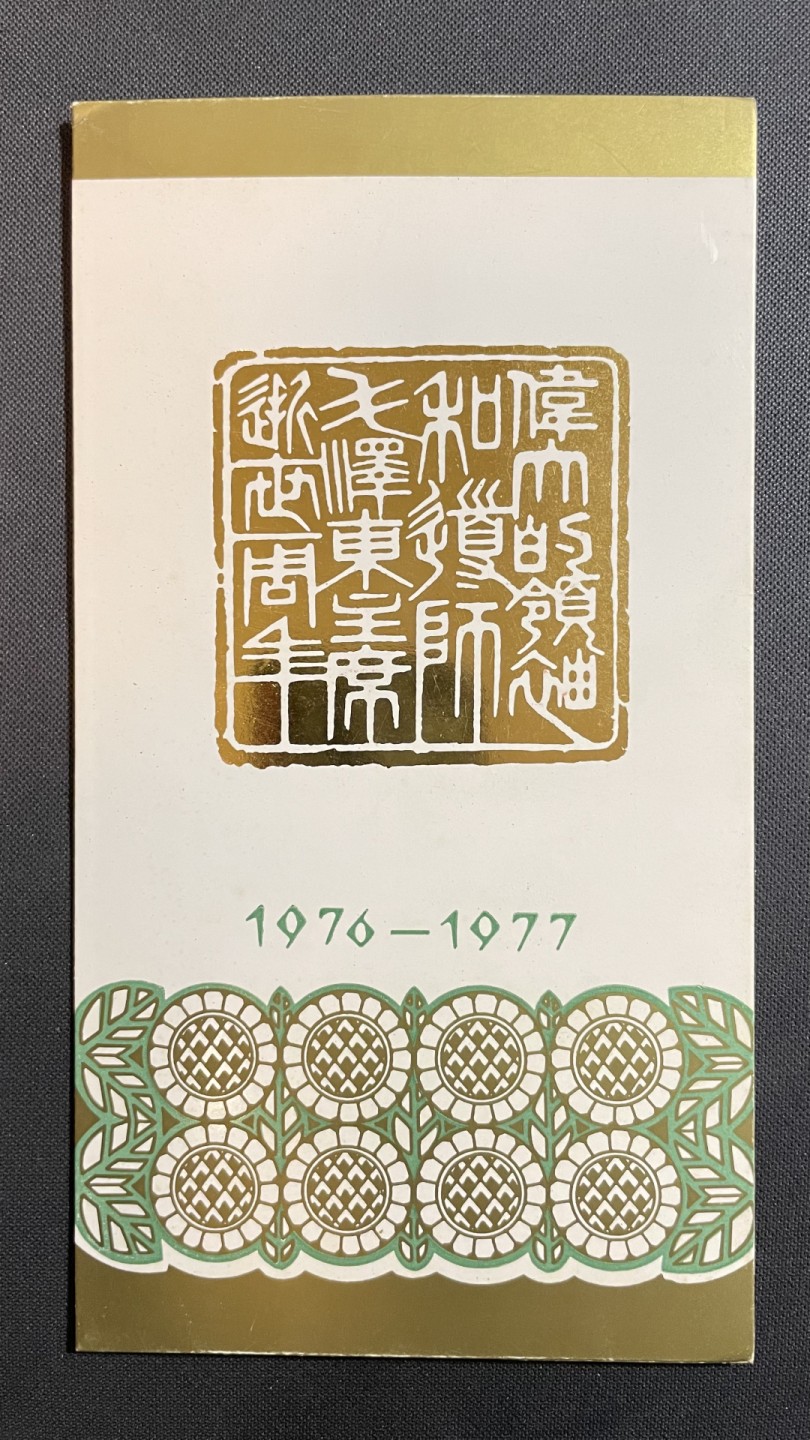 偉大的領袖
和導師
毛澤東主席
逝世周年
1976-1977